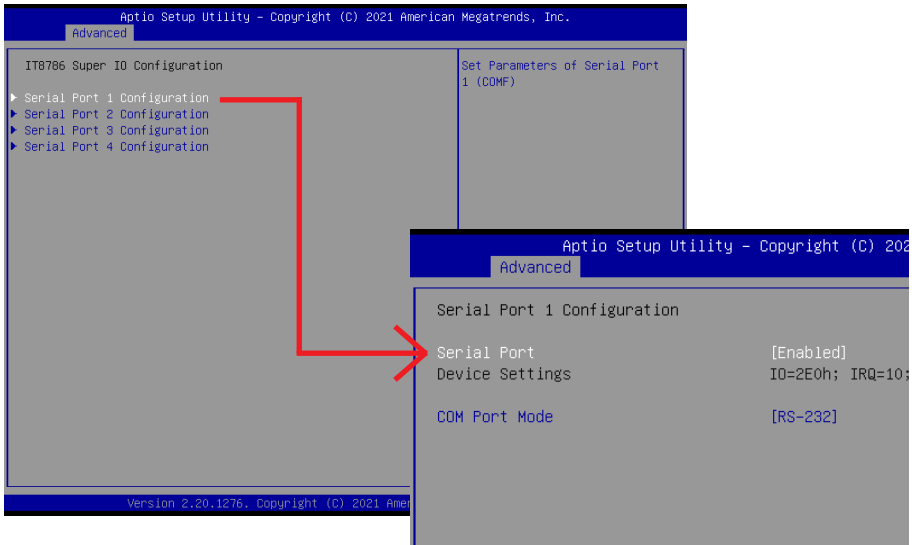 Aptio Setup Utility – Copyright (C) 2021 American Megatrends, Inc.
Advanced
IT8786 Super IO Configuration
Serial Port 1 Configuration
Serial Port 2 Configuration
Serial Port 3 Configuration
Serial Port 4 Configuration
Set Parameters of Serial Port
1 (COMF)
Version 2.20.1276. Copyright (C) 2021 Amer
Aptio Setup Utility – Copyright (C) 202
Advanced
Serial Port 1 Configuration
Serial Port [Enabled]
Device Settings IO=2E0h; IRQ=10;
COM Port Mode [RS-232]